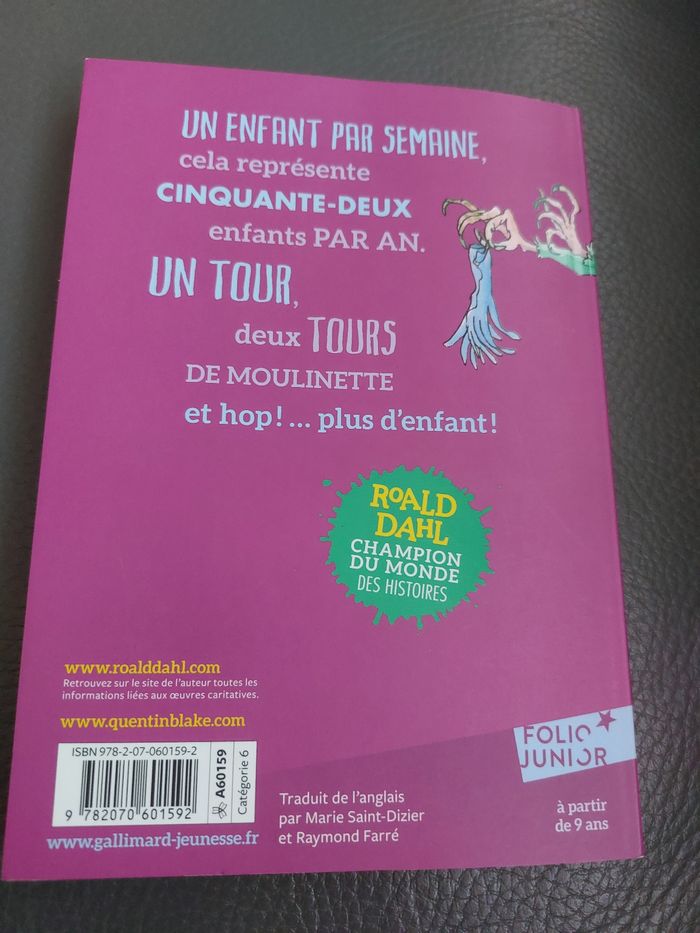 UN ENFANT PAR SEMAINE,
cela représente
CINQUANTE-DEUX
enfants PAR AN.
UN TOUR,
deux TOURS
DE MOULINETTE
et hop! ... plus d'enfant!
ROALD
DAHL
CHAMPION
DU MONDE
DES HISTOIRES
www.roalddahl.com
Retrouvez sur le site de l'auteur toutes les
informations liées aux œuvres caritatives.
www.quentinblake.com
ISBN 978-2-07-060159-2
9 782070 601592
A60159
Catégorie 6
www.gallimard-jeunesse.fr
Traduit de l'anglais
par Marie Saint-Dizier
et Raymond Farré
FOLIO
JUNIOR
à partir
de 9 ans